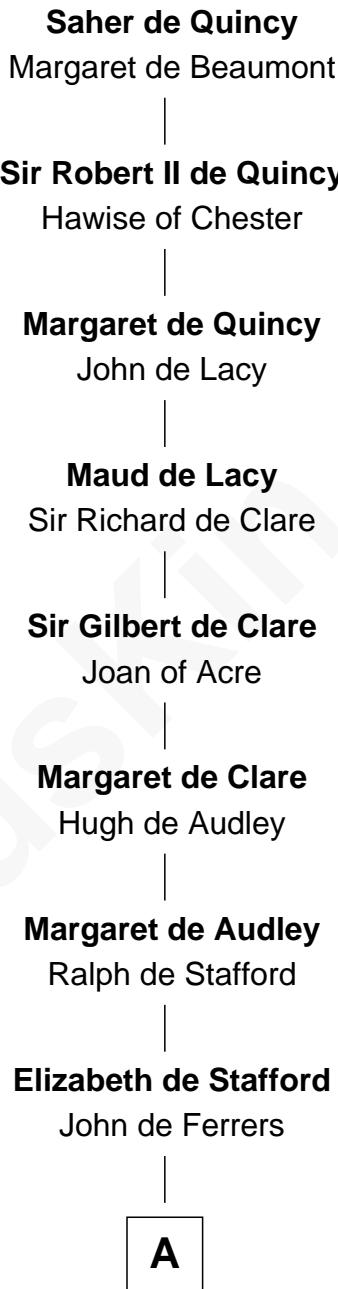 Saher de Quincy
Margaret de Beaumont
Sir Robert II de Quincy
Hawise of Chester
Margaret de Quincy
John de Lacy
Maud de Lacy
Sir Richard de Clare
Sir Gilbert de Clare
Joan of Acre
Margaret de Clare
Hugh de Audley
Margaret de Audley
Ralph de Stafford
Elizabeth de Stafford
John de Ferrers
A